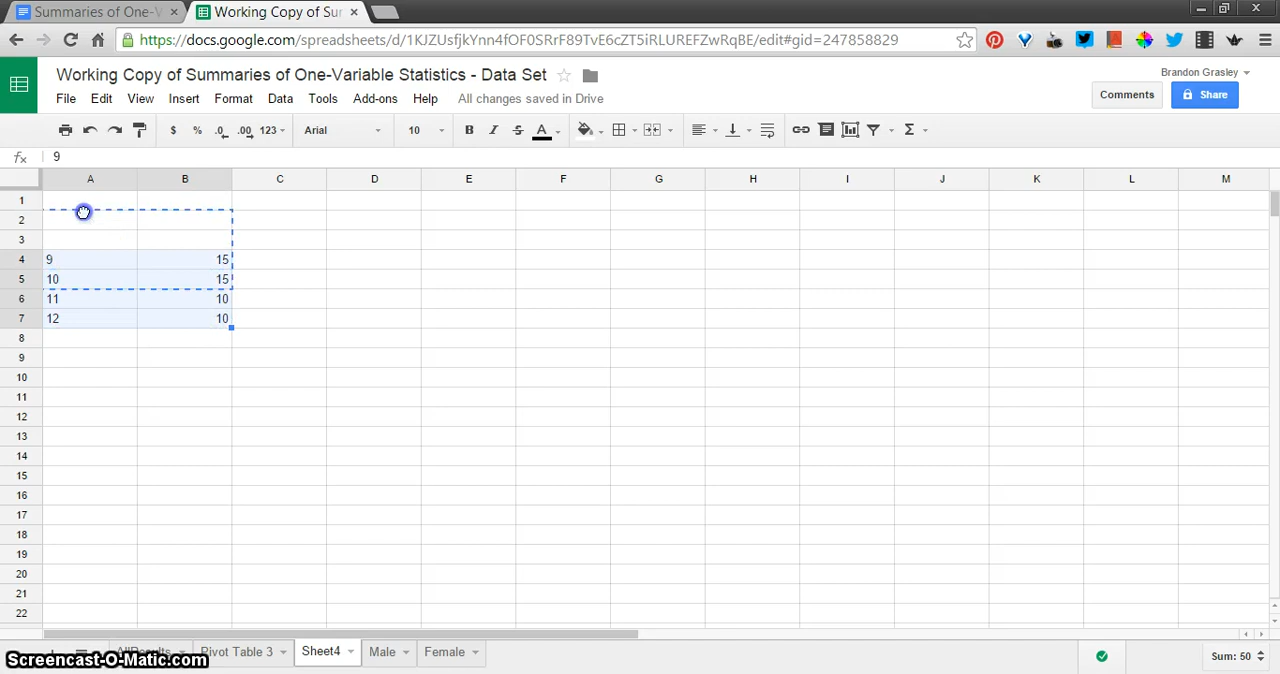 Summaries of One-V
Working Copy of Sur
https://docs.google.com/spreadsheets/d/1KJZUsfjkYnn4fOF0SRrF89TvE6cZT5iRLUREFZwRqBE/edit#gid=247858829
Working Copy of Summaries of One-Variable Statistics - Data Set
Brandon Grasley
File Edit View Insert Format Data Tools Add-ons Help All changes saved in Drive
Comments Share
$ % .0 .00 123 Arial 10 B I S A Σ
fx 9
A B C D E F G H I J K L M
1
2
3
4 9 15
5 10 15
6 11 10
7 12 10
8
9
10
11
12
13
14
15
16
17
18
19
20
21
22
Pivot Table 3 Sheet4 Male Female
Sum: 50
Screencast-O-Matic.com